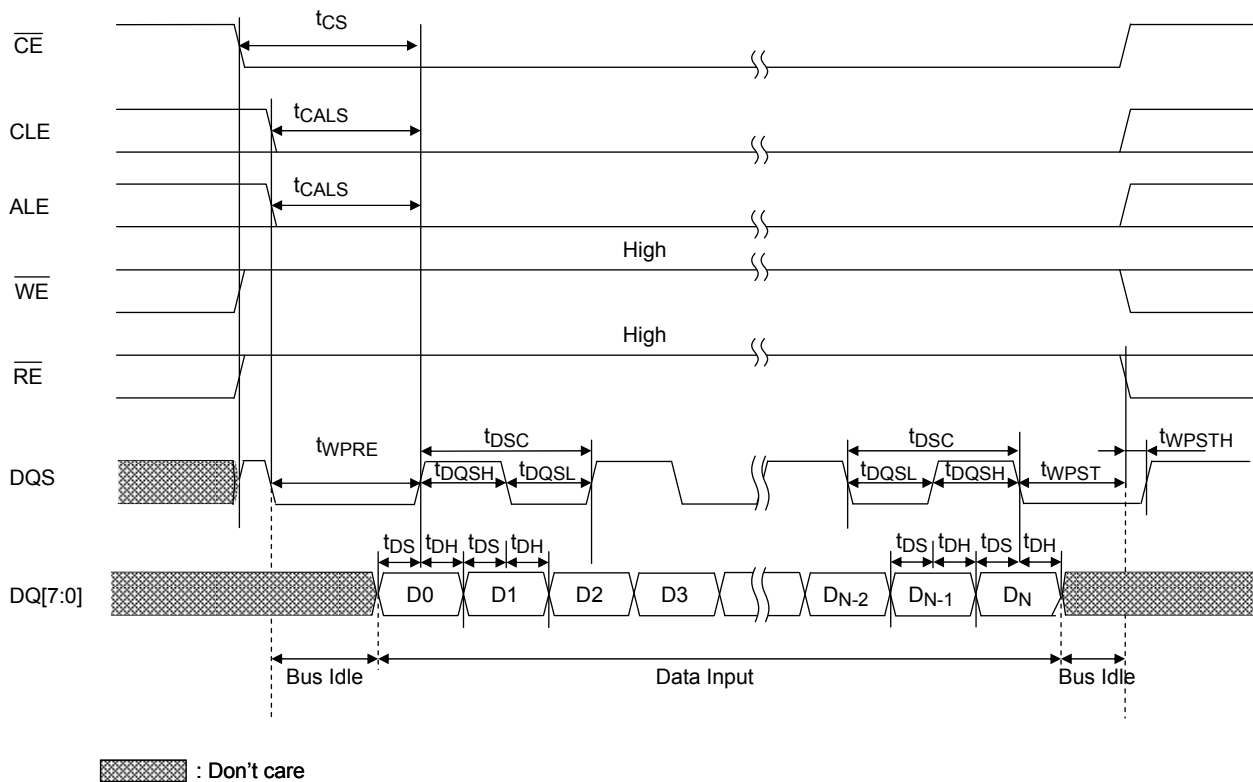 tCS
CE
tCALS
CLE
tCALS
ALE
High
WE
High
RE
tWPRE
tDSC
tDSC
tWPSTH
tDQSH
tDQSL
tDQSL
tDQSH
tWPST
DQS
tDS
tDH
tDS
tDH
tDS
tDH
tDS
tDH
DQ[7:0]
D0
D1
D2
D3
DN-2
DN-1
DN
Bus Idle
Data Input
Bus Idle
: Don't care